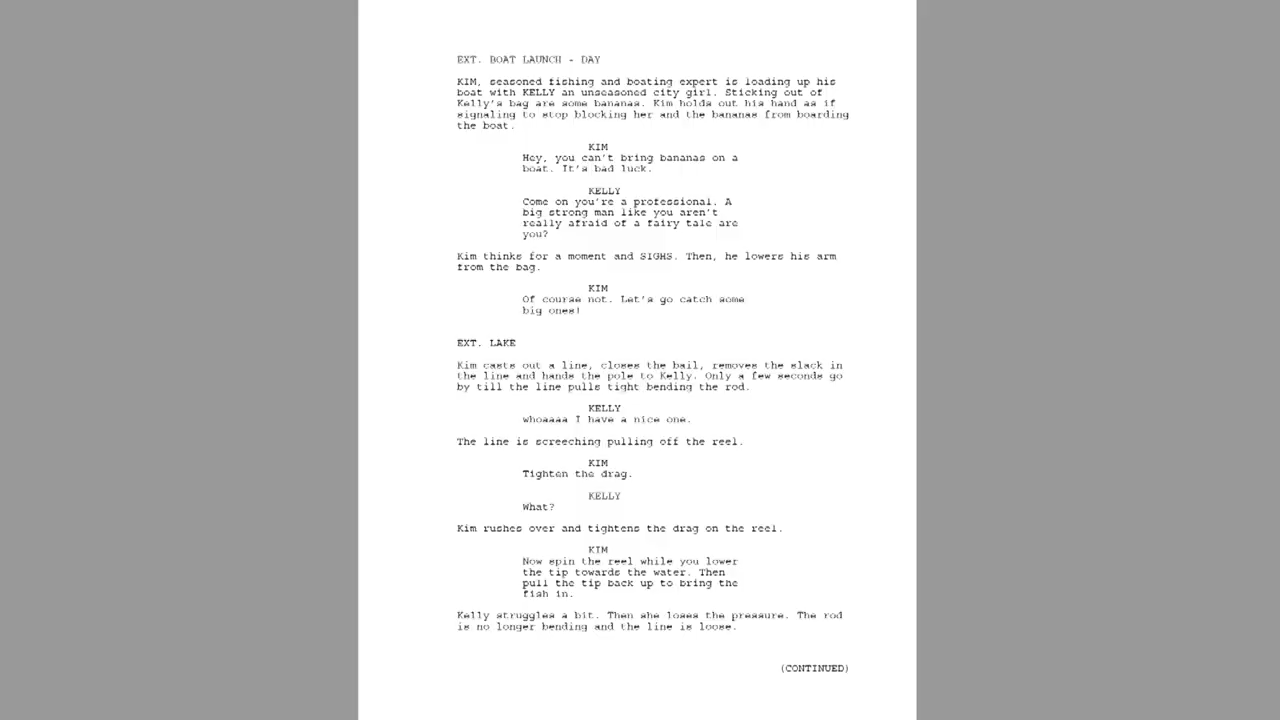 EXT. BOAT LAUNCH - DAY
KIM, seasoned fishing and boating expert is loading up his
boat with KELLY an unseasoned city girl. Sticking out of
Kelly's bag are some bananas. Kim holds out his hand as if
signaling to stop blocking her and the bananas from boarding
the boat.
KIM
Hey, you can't bring bananas on a
boat. It's bad luck.
KELLY
Come on you're a professional. A
big strong man like you aren't
really afraid of a fairy tale are
you?
Kim thinks for a moment and SIGHS. Then, he lowers his arm
from the bag.
KIM
Of course not. Let's go catch some
big ones!
EXT. LAKE
Kim casts out a line, closes the bail, removes the slack in
the line and hands the pole to Kelly. Only a few seconds go
by till the line pulls tight bending the rod.
KELLY
whoaaaa I have a nice one.
The line is screeching pulling off the reel.
KIM
Tighten the drag.
KELLY
What?
Kim rushes over and tightens the drag on the reel.
KIM
Now spin the reel while you lower
the tip towards the water. Then
pull the tip back up to bring the
fish in.
Kelly struggles a bit. Then she loses the pressure. The rod
is no longer bending and the line is loose.
(CONTINUED)